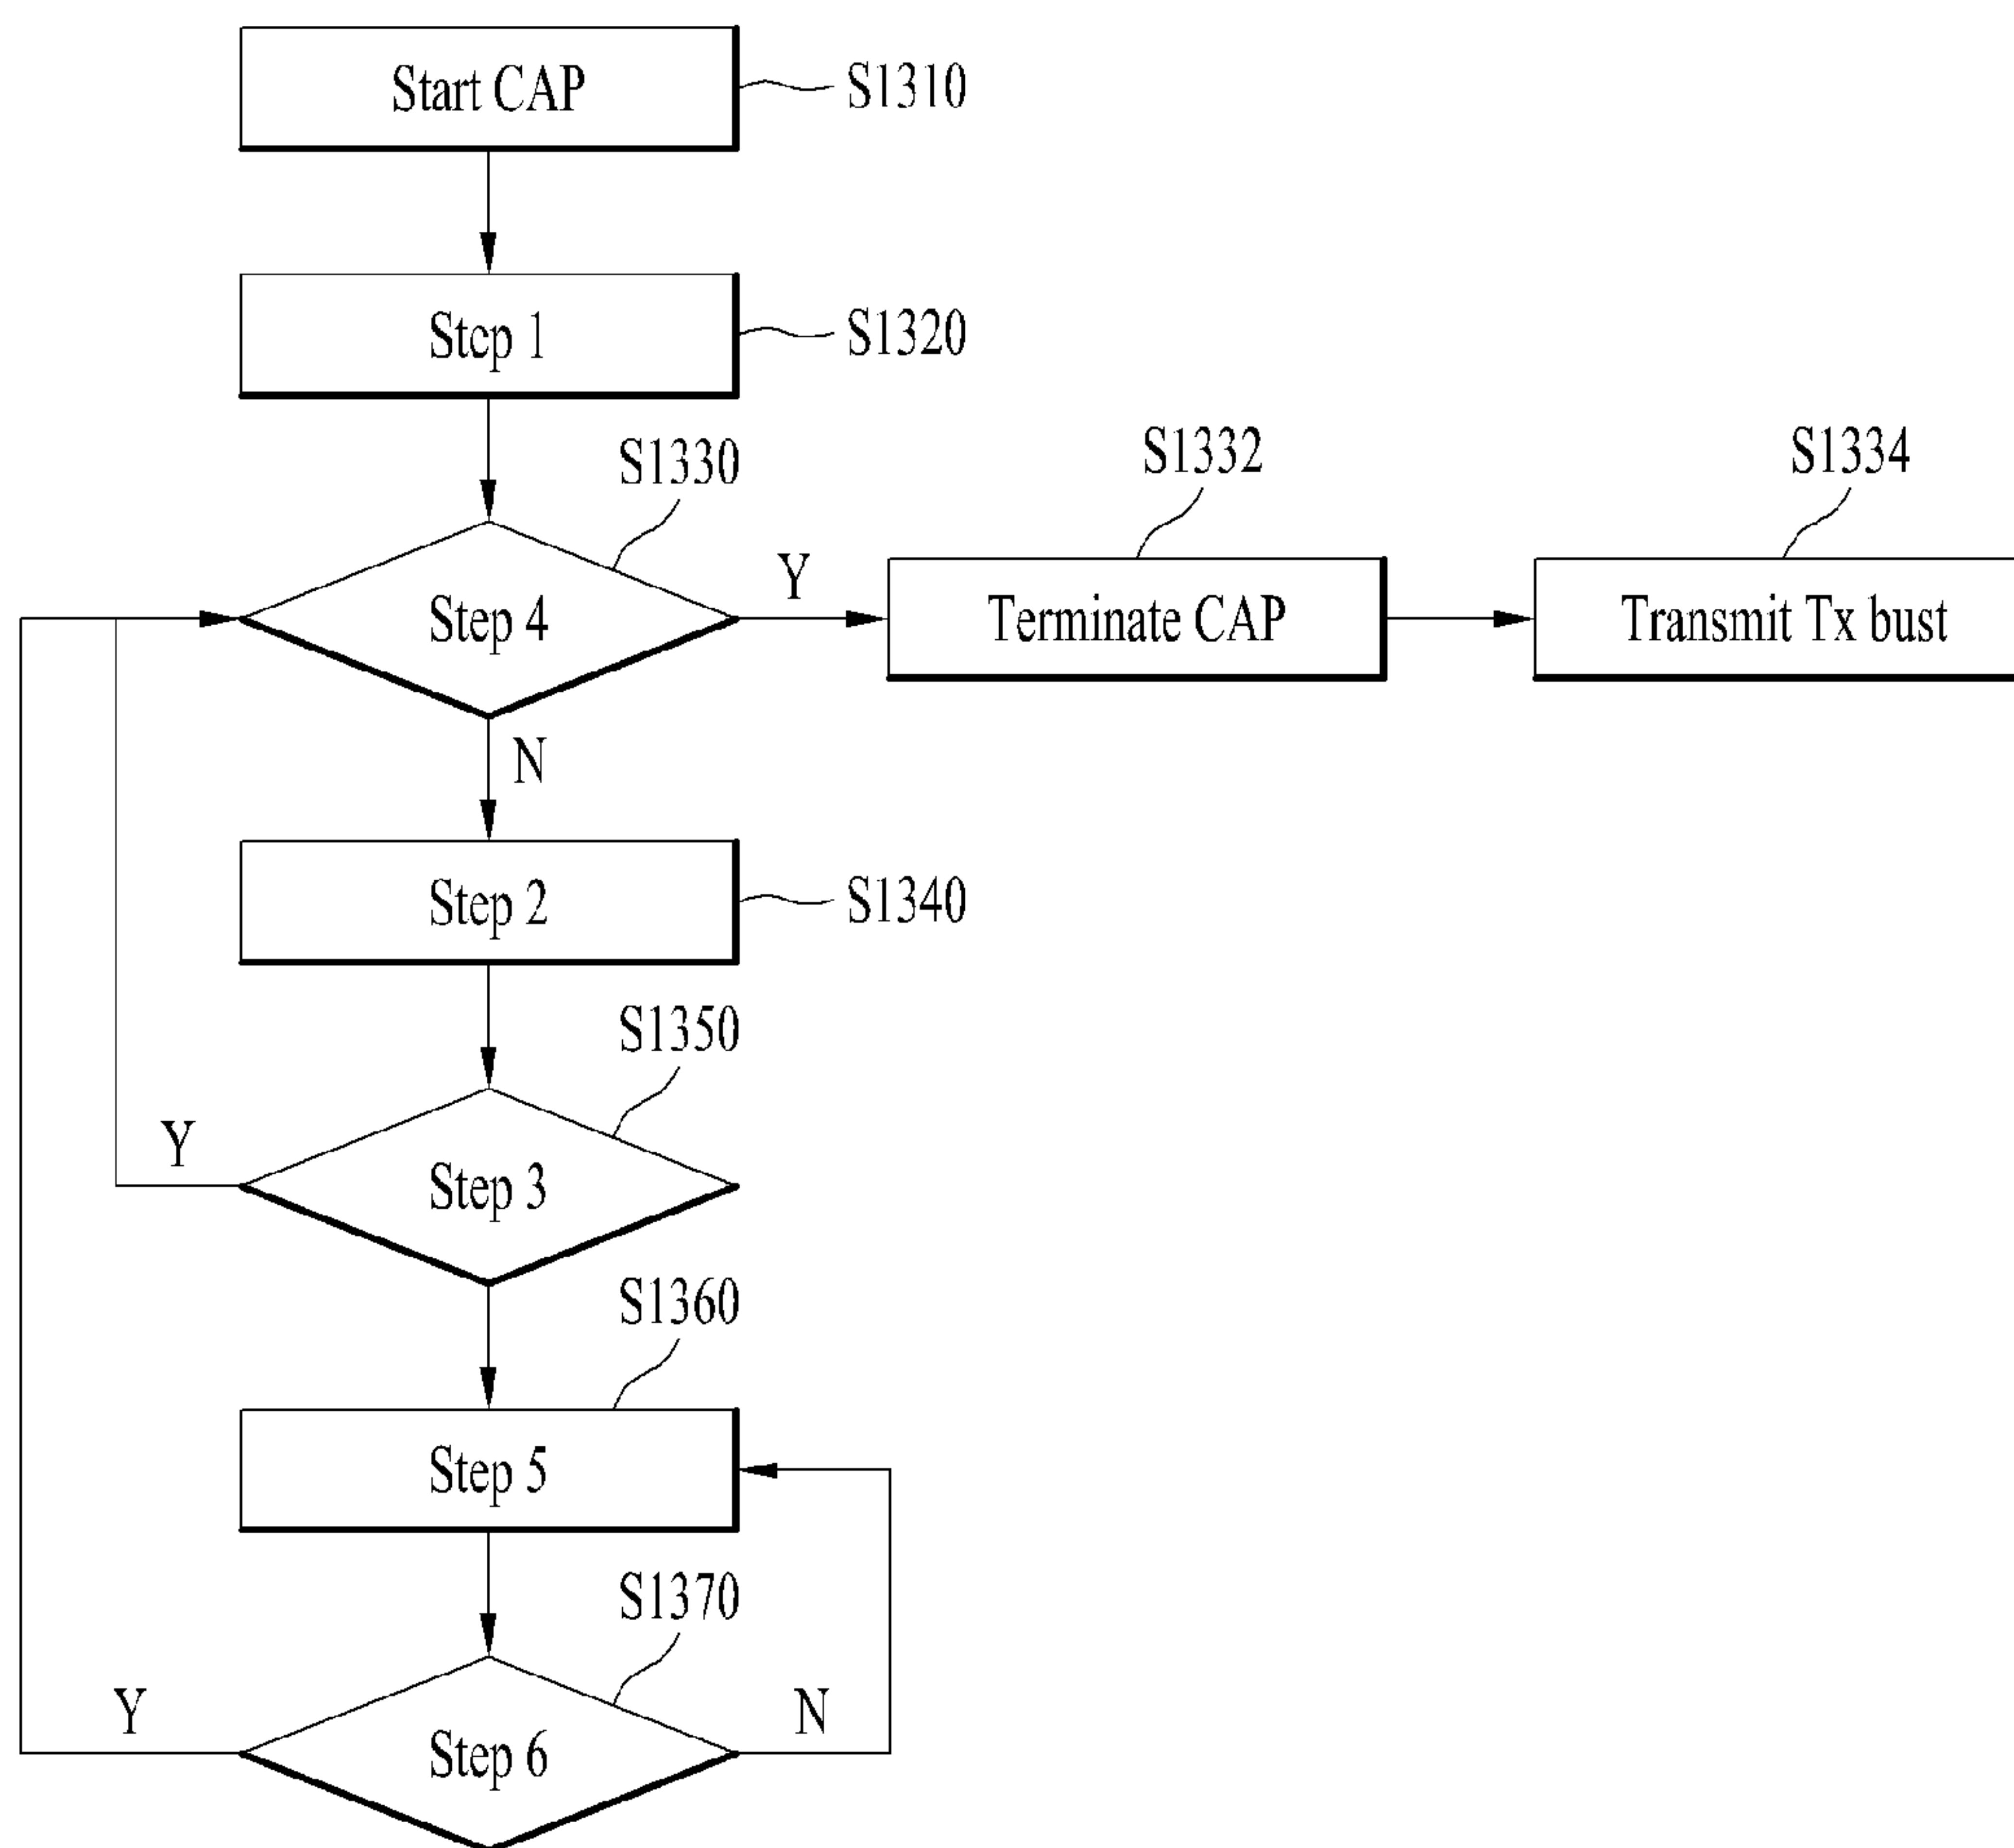 Start CAP
S1310
Step 1
S1320
S1330
S1332
S1334
Step 4
Y
Terminate CAP
Transmit Tx bust
N
Step 2
S1340
S1350
Y
Step 3
S1360
Step 5
S1370
Y
N
Step 6